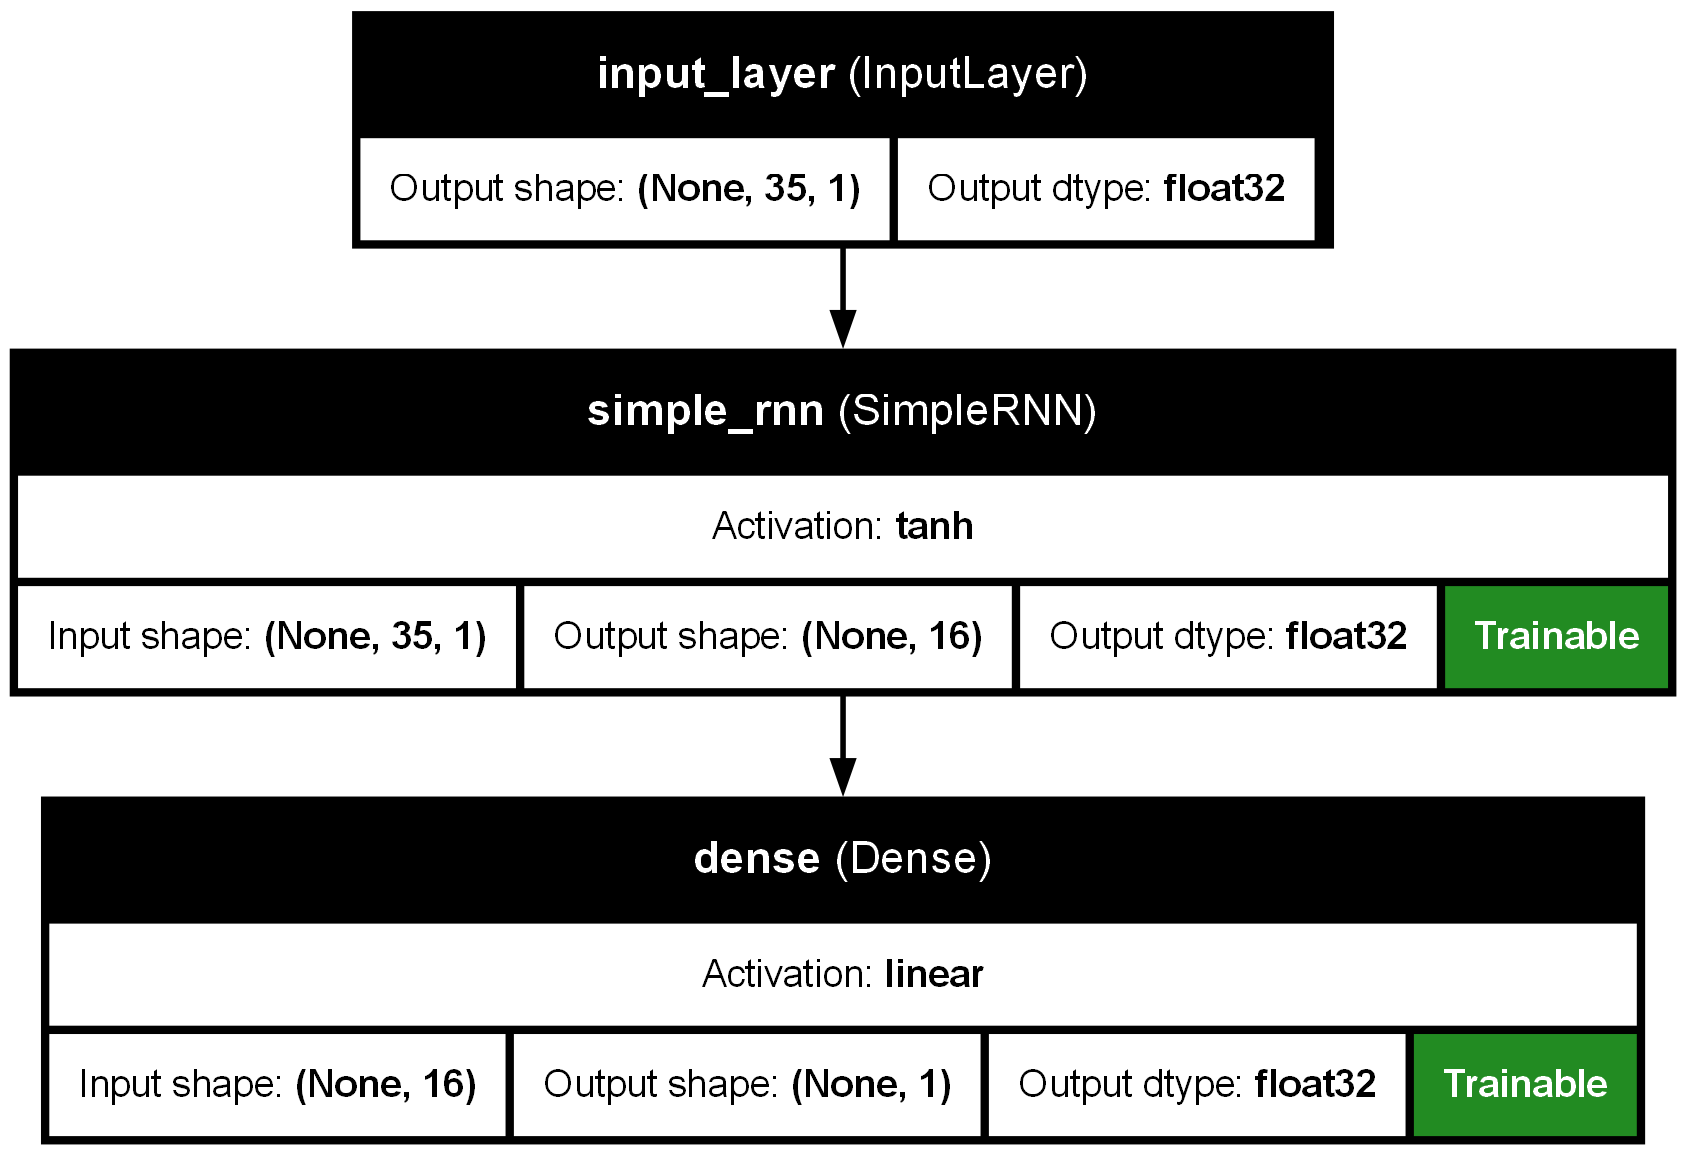 input_layer (InputLayer)
Output shape: (None, 35, 1) Output dtype: float32
simple_rnn (SimpleRNN)
Activation: tanh
Input shape: (None, 35, 1) Output shape: (None, 16) Output dtype: float32 Trainable
dense (Dense)
Activation: linear
Input shape: (None, 16) Output shape: (None, 1) Output dtype: float32 Trainable